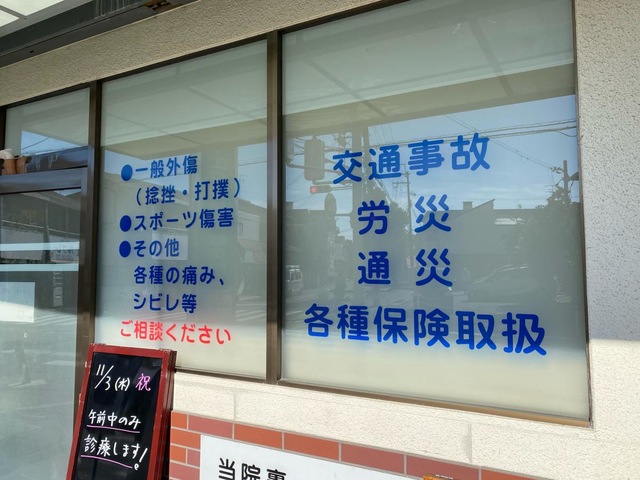 ●一般外傷
(捻挫・打撲)
●スポーツ傷害
●その他
各種の痛み、
シビレ等
ご相談ください
交通事故
労災
通災
各種保険取扱
11/3(水)祝
午前中のみ
診療します!
当院裏